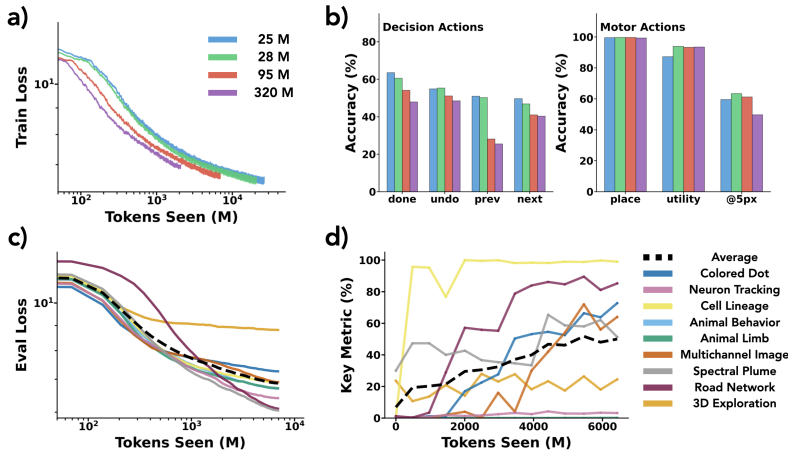 a)
Train Loss
10¹
25 M
28 M
95 M
320 M
10²
10³
10⁴
Tokens Seen (M)
b)
Decision Actions
Accuracy (%)
80
60
40
20
0
done
undo
prev
next
Motor Actions
Accuracy (%)
100
80
60
40
20
0
place
utility
@5px
c)
Eval Loss
10¹
10²
10³
10⁴
Tokens Seen (M)
d)
Key Metric (%)
100
80
60
40
20
0
0
2000
4000
6000
Tokens Seen (M)
Average
Colored Dot
Neuron Tracking
Cell Lineage
Animal Behavior
Animal Limb
Multichannel Image
Spectral Plume
Road Network
3D Exploration